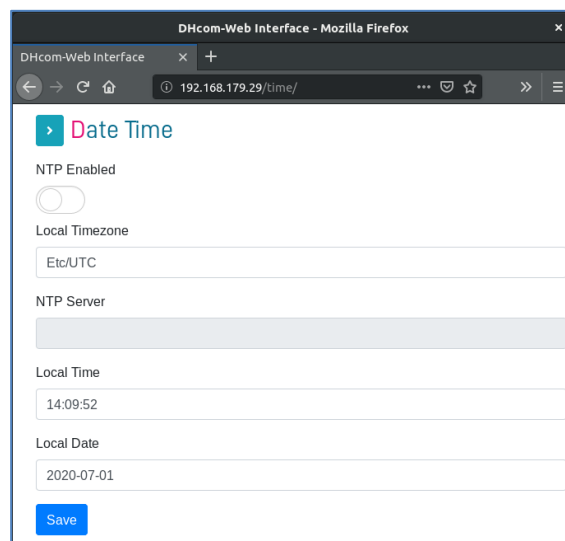 DHcom-Web Interface - Mozilla Firefox
DHcom-Web Interface
192.168.179.29/time/
Date Time
NTP Enabled
Local Timezone
Etc/UTC
NTP Server
Local Time
14:09:52
Local Date
2020-07-01
Save